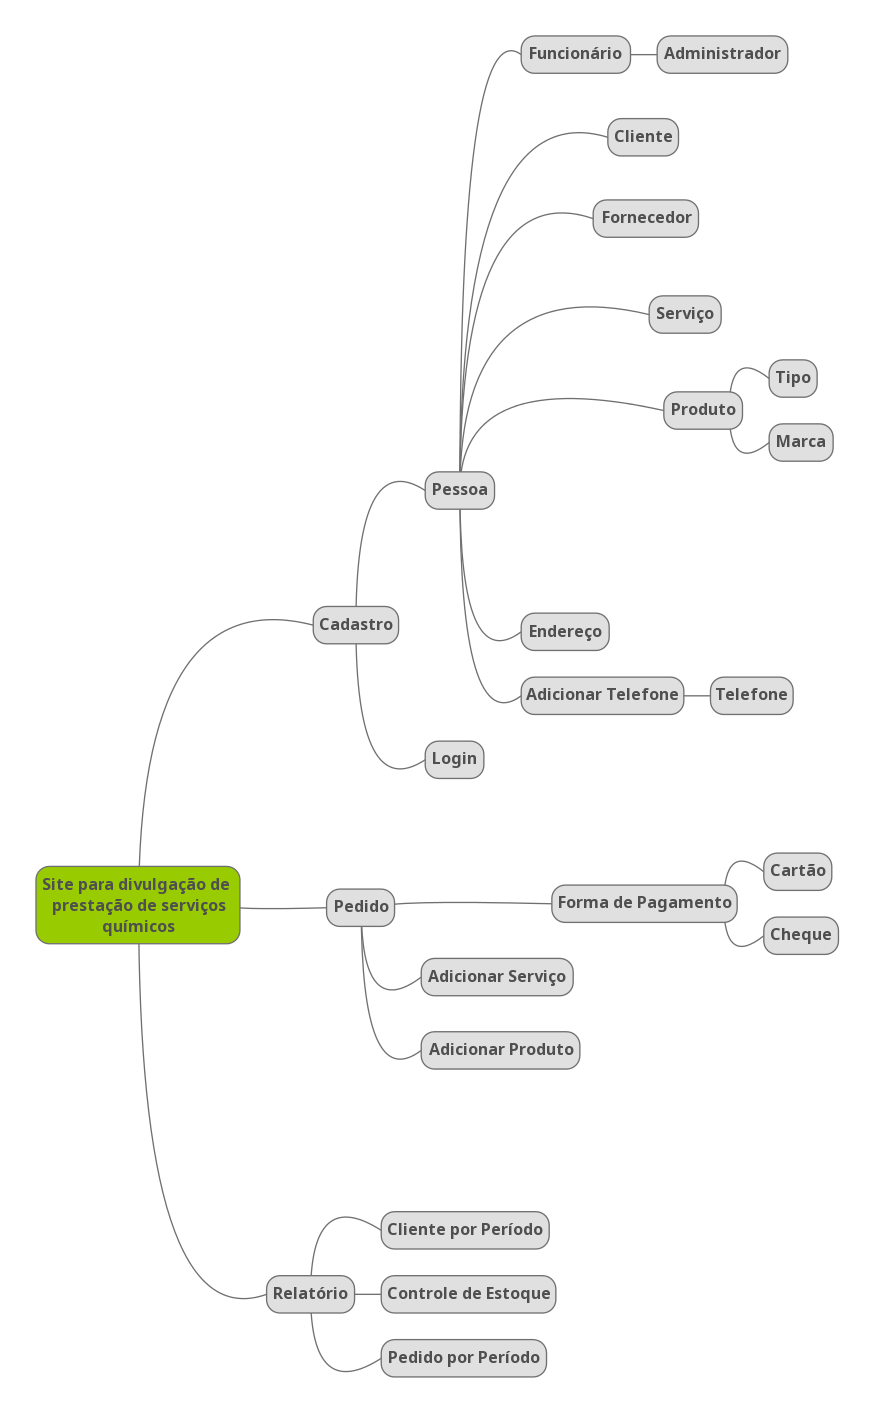 Funcionário
Administrador
Cliente
Fornecedor
Serviço
Tipo
Produto
Marca
Pessoa
Endereço
Cadastro
Adicionar Telefone
Telefone
Login
Site para divulgação de
prestação de serviços
químicos
Cartão
Forma de Pagamento
Pedido
Cheque
Adicionar Serviço
Adicionar Produto
Cliente por Período
Relatório
Controle de Estoque
Pedido por Período